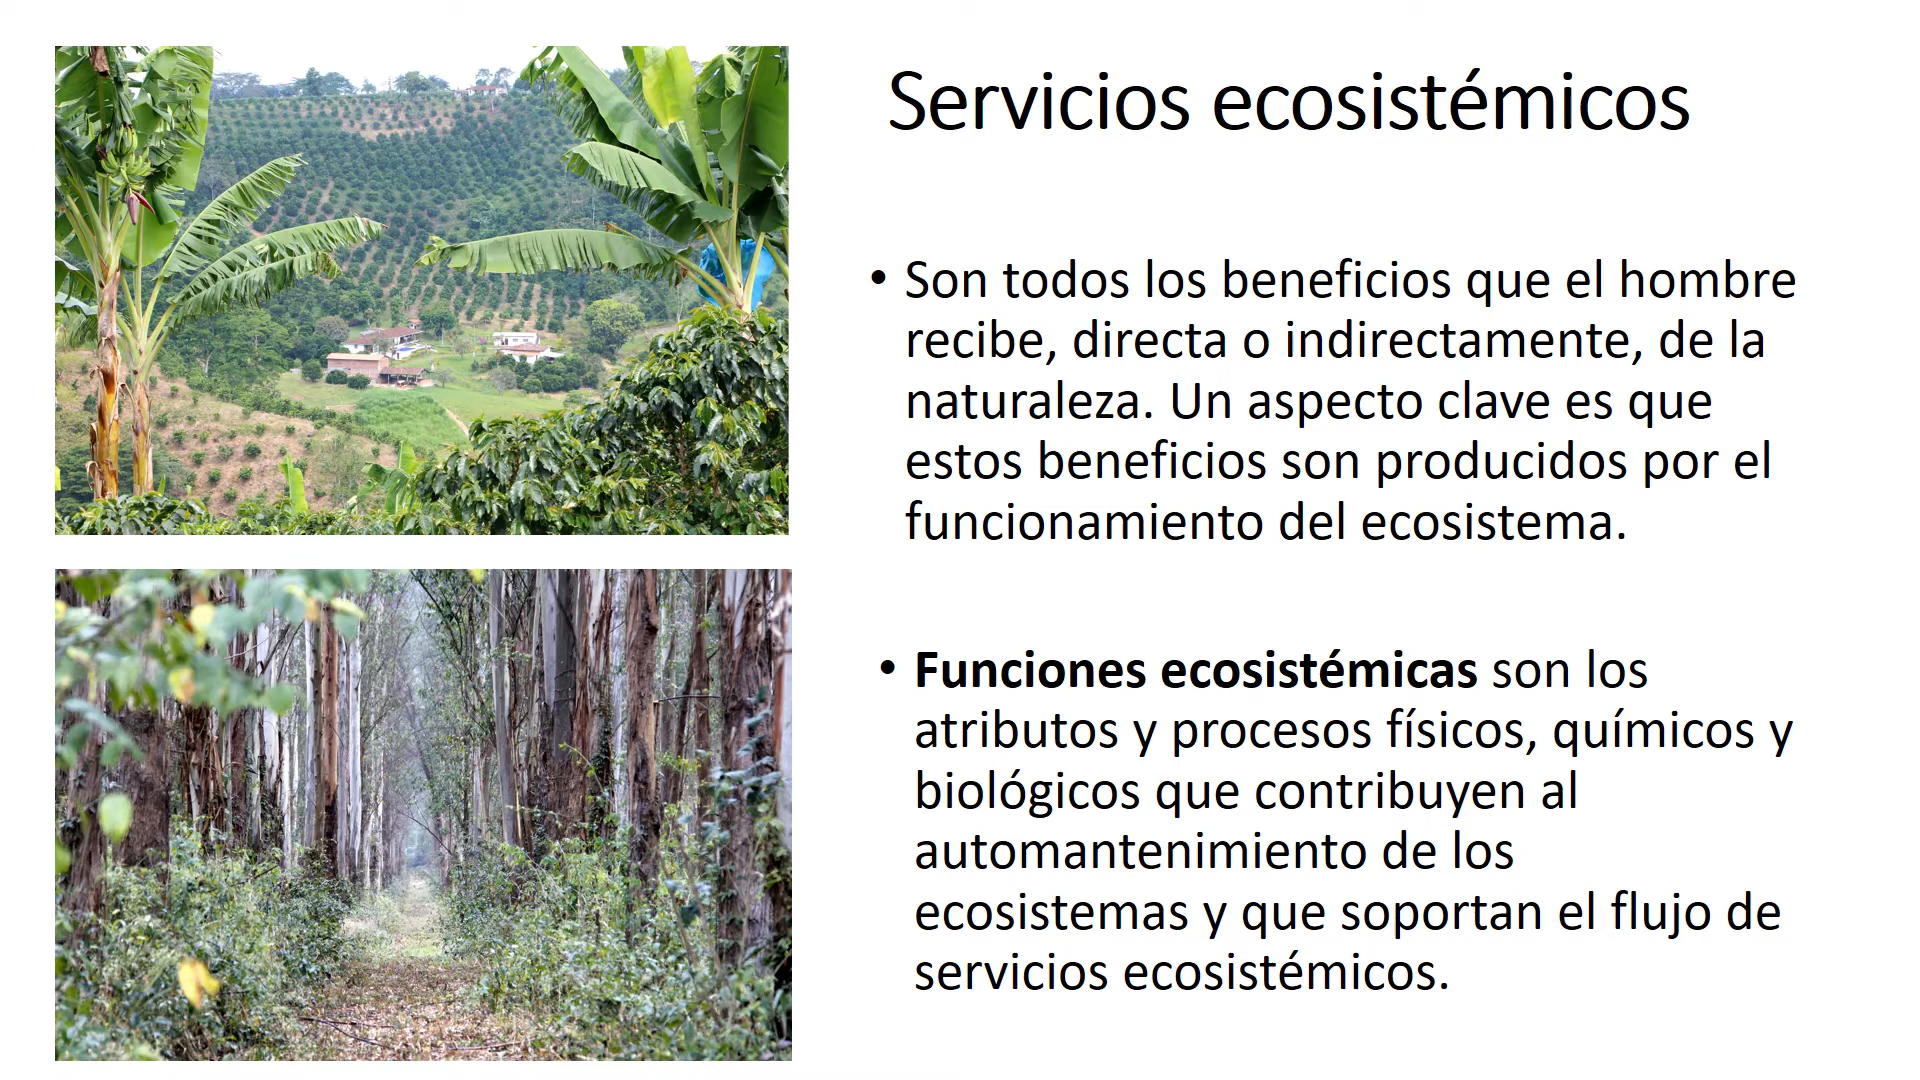 Servicios ecosistémicos
• Son todos los beneficios que el hombre
recibe, directa o indirectamente, de la
naturaleza. Un aspecto clave es que
estos beneficios son producidos por el
funcionamiento del ecosistema.
• Funciones ecosistémicas son los
atributos y procesos físicos, químicos y
biológicos que contribuyen al
automantenimiento de los
ecosistemas y que soportan el flujo de
servicios ecosistémicos.